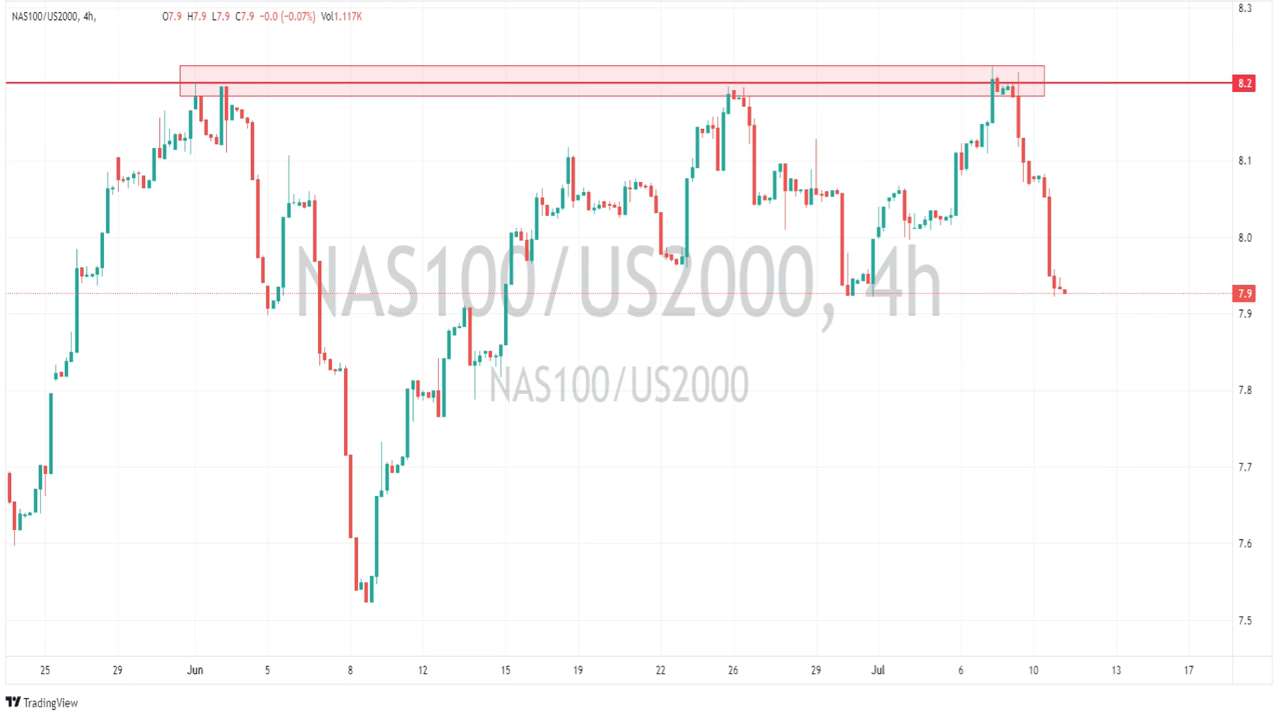 NAS100/US2000, 4h, O7.9 H7.9 L7.9 C7.9 −0.0 (−0.07%) Vol1.117K
8.3
8.2
8.1
8.0
7.9
7.9
7.8
7.7
7.6
7.5
NAS100/US2000, 4h
NAS100/US2000
25 29 Jun 5 8 12 15 19 22 26 29 Jul 6 10 13 17
TradingView